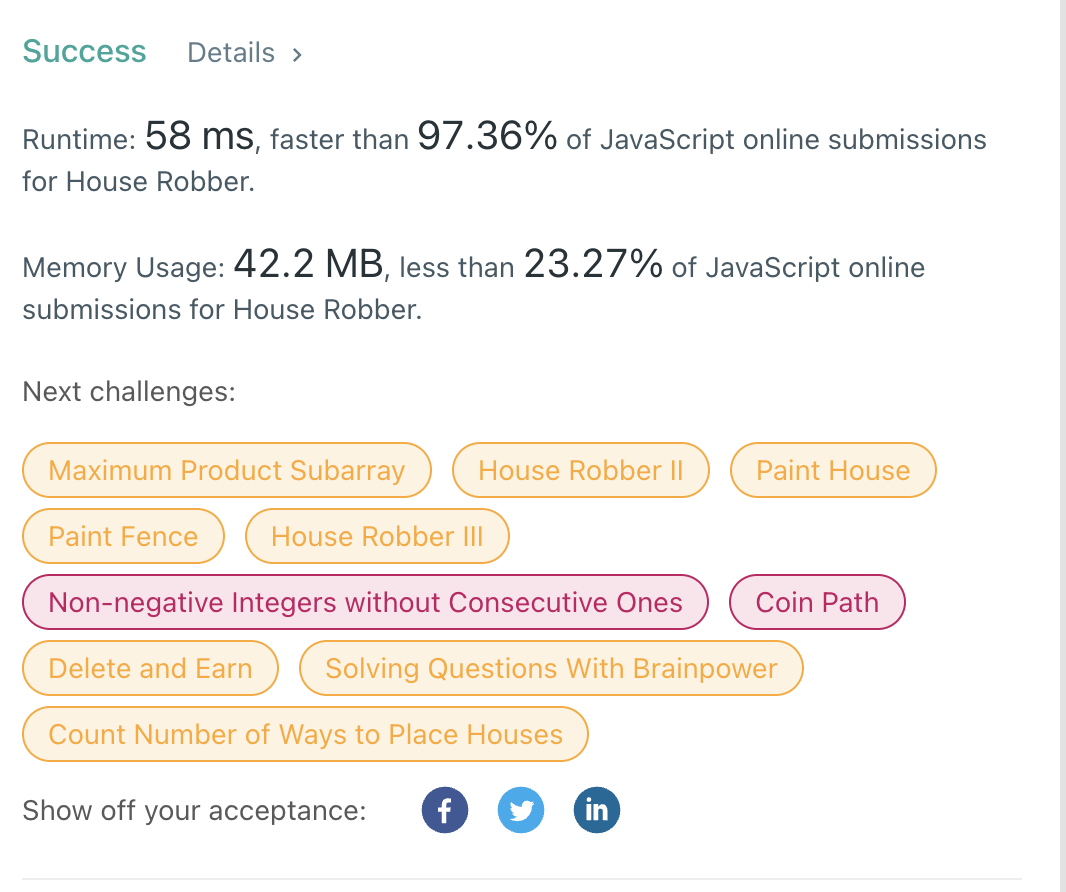 Success Details >
Runtime: 58 ms, faster than 97.36% of JavaScript online submissions
for House Robber.
Memory Usage: 42.2 MB, less than 23.27% of JavaScript online
submissions for House Robber.
Next challenges:
Maximum Product Subarray House Robber II Paint House
Paint Fence House Robber III
Non-negative Integers without Consecutive Ones Coin Path
Delete and Earn Solving Questions With Brainpower
Count Number of Ways to Place Houses
Show off your acceptance: f in